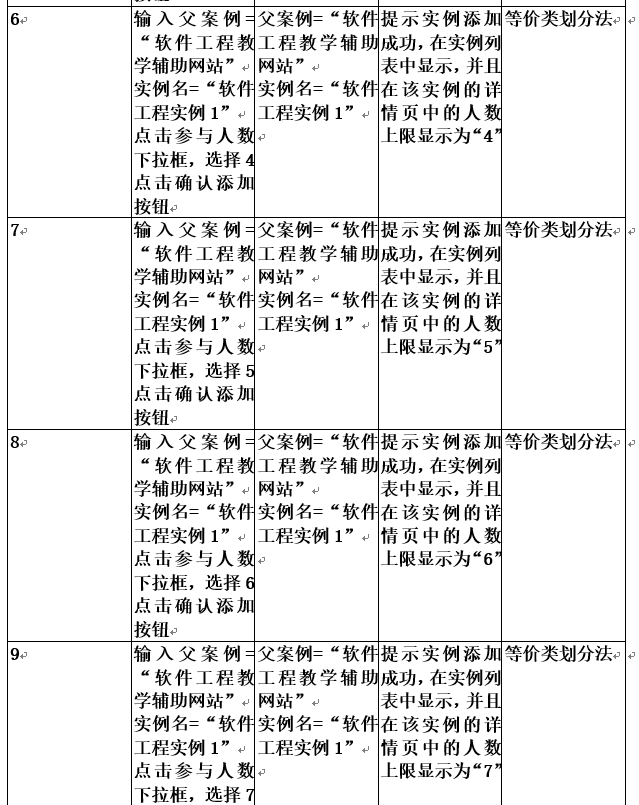 6
输入父案例=
“软件工程教
学辅助网站”
实例名=“软件
工程实例1”
点击参与人数
下拉框，选择4
点击确认添加
按钮
父案例=“软件
工程教学辅助
网站”
实例名=“软件
工程实例1”
提示实例添加
成功，在实例列
表中显示，并且
在该实例的详
情页中的人数
上限显示为“4”
等价类划分法
7
输入父案例=
“软件工程教
学辅助网站”
实例名=“软件
工程实例1”
点击参与人数
下拉框，选择5
点击确认添加
按钮
父案例=“软件
工程教学辅助
网站”
实例名=“软件
工程实例1”
提示实例添加
成功，在实例列
表中显示，并且
在该实例的详
情页中的人数
上限显示为“5”
等价类划分法
8
输入父案例=
“软件工程教
学辅助网站”
实例名=“软件
工程实例1”
点击参与人数
下拉框，选择6
点击确认添加
按钮
父案例=“软件
工程教学辅助
网站”
实例名=“软件
工程实例1”
提示实例添加
成功，在实例列
表中显示，并且
在该实例的详
情页中的人数
上限显示为“6”
等价类划分法
9
输入父案例=
“软件工程教
学辅助网站”
实例名=“软件
工程实例1”
点击参与人数
下拉框，选择7
父案例=“软件
工程教学辅助
网站”
实例名=“软件
工程实例1”
提示实例添加
成功，在实例列
表中显示，并且
在该实例的详
情页中的人数
上限显示为“7”
等价类划分法